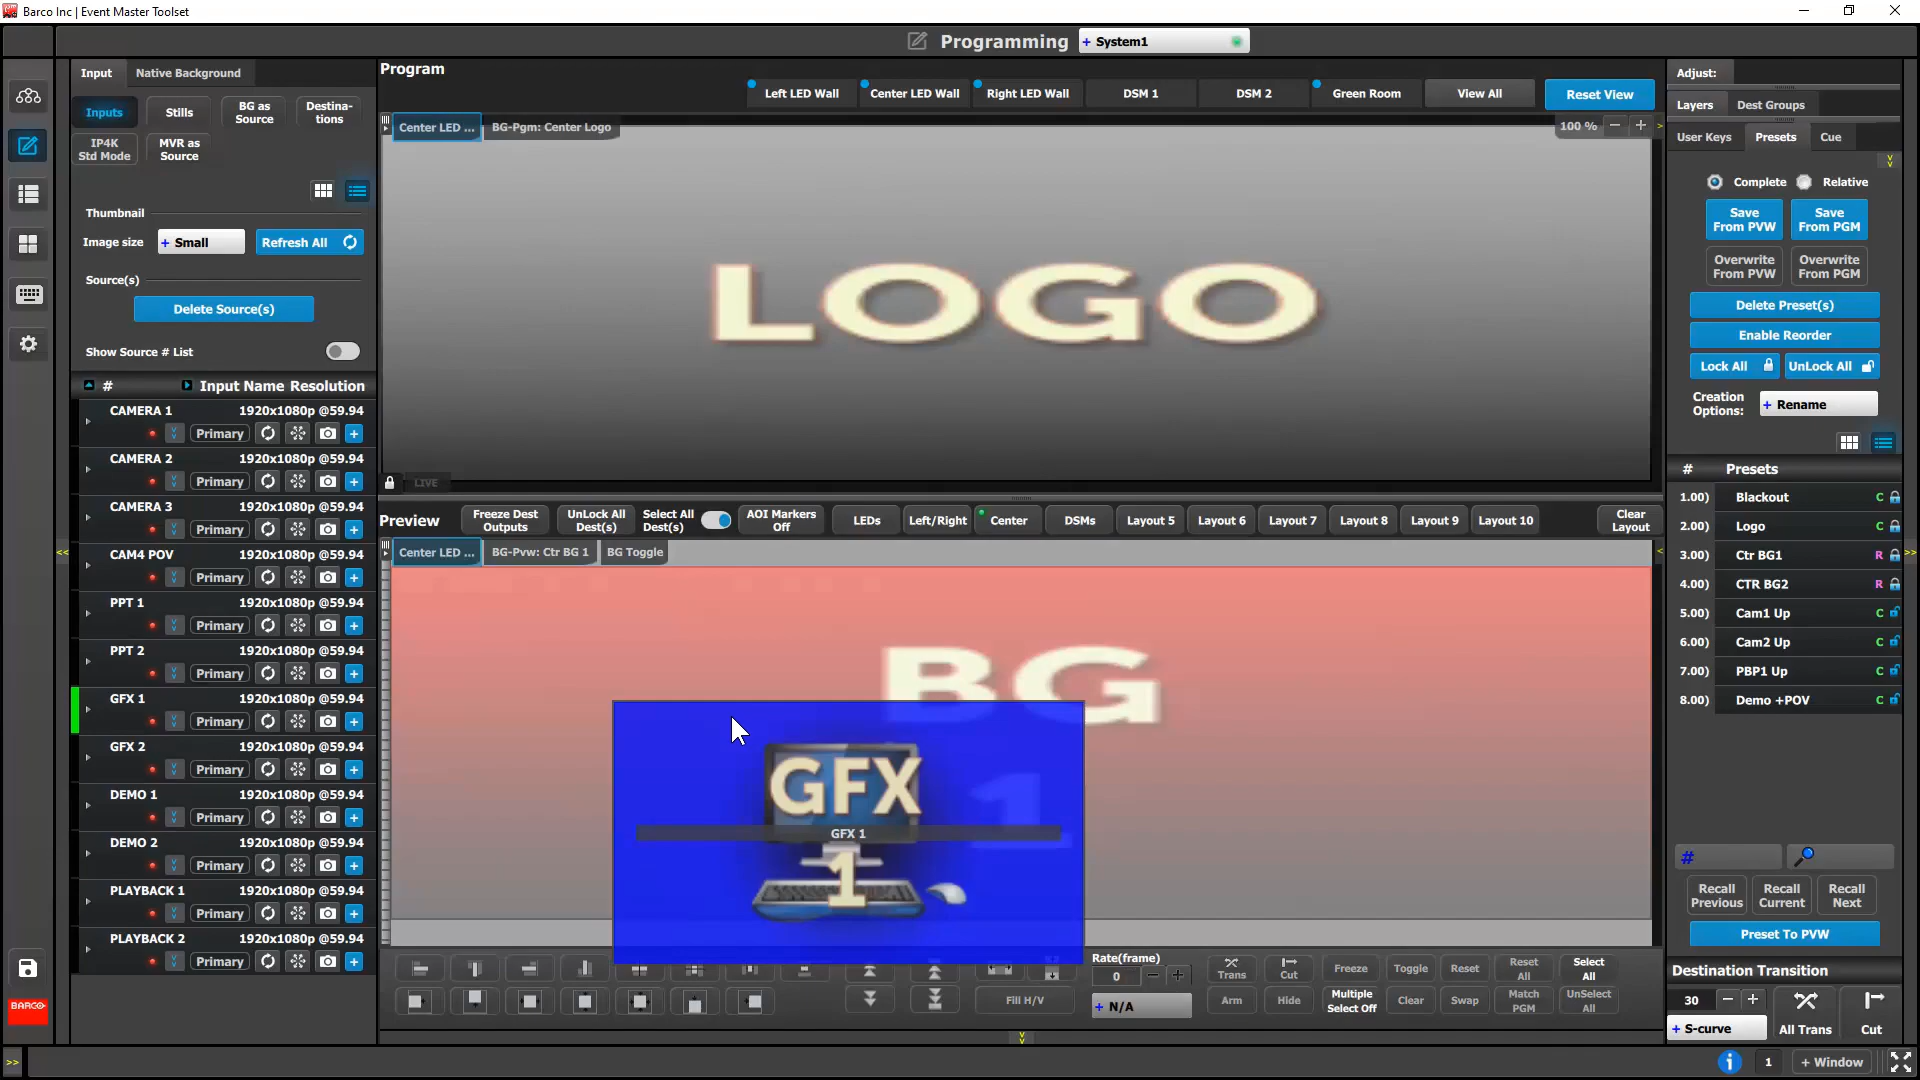 Barco Inc | Event Master Toolset
Programming
+ System1
Input
Native Background
Inputs
Stills
BG as
Source
Destina-
tions
IP4K
Std Mode
MVR as
Source
Thumbnail
Image size
+ Small
Refresh All
Source(s)
Delete Source(s)
Show Source # List
# Input Name Resolution
CAMERA 1 1920x1080p @59.94
Primary
CAMERA 2 1920x1080p @59.94
Primary
CAMERA 3 1920x1080p @59.94
Primary
CAM4 POV 1920x1080p @59.94
Primary
PPT 1 1920x1080p @59.94
Primary
PPT 2 1920x1080p @59.94
Primary
GFX 1 1920x1080p @59.94
Primary
GFX 2 1920x1080p @59.94
Primary
DEMO 1 1920x1080p @59.94
Primary
DEMO 2 1920x1080p @59.94
Primary
PLAYBACK 1 1920x1080p @59.94
Primary
PLAYBACK 2 1920x1080p @59.94
Primary
BARCO
Program
Left LED Wall
Center LED Wall
Right LED Wall
DSM 1
DSM 2
Green Room
View All
Reset View
Center LED ...
BG-Pgm: Center Logo
100 %
LOGO
LIVE
Preview
Freeze Dest
Outputs
UnLock All
Dest(s)
Select All
Dest(s)
AOI Markers
Off
LEDs
Left/Right
Center
DSMs
Layout 5
Layout 6
Layout 7
Layout 8
Layout 9
Layout 10
Clear
Layout
Center LED ...
BG-Pvw: Ctr BG 1
BG Toggle
BG
1
GFX
GFX 1
1
Fill H/V
Rate(frame)
0
+ N/A
Trans
Cut
Freeze
Toggle
Reset
Reset
All
Select
All
Arm
Hide
Multiple
Select Off
Clear
Swap
Match
PGM
UnSelect
All
Adjust:
Layers
Dest Groups
User Keys
Presets
Cue
Complete
Relative
Save
From PVW
Save
From PGM
Overwrite
From PVW
Overwrite
From PGM
Delete Preset(s)
Enable Reorder
Lock All
UnLock All
Creation
Options:
+ Rename
# Presets
1.00) Blackout C
2.00) Logo C
3.00) Ctr BG1 R
4.00) CTR BG2 R
5.00) Cam1 Up C
6.00) Cam2 Up C
7.00) PBP1 Up C
8.00) Demo +POV C
#
Recall
Previous
Recall
Current
Recall
Next
Preset To PVW
Destination Transition
30
+ S-curve
All Trans
Cut
1
+ Window